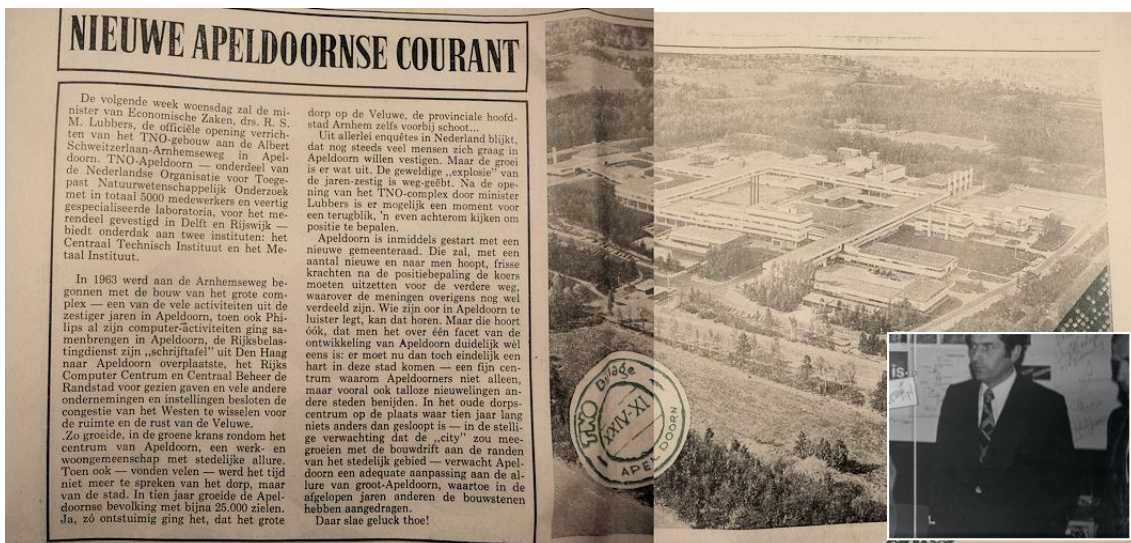 NIEUWE APELDOORNSE COURANT
De volgende week woensdag zal de mi-
nister van Economische Zaken, drs. R. S.
M. Lubbers, de officiële opening verrich-
ten van het TNO-gebouw aan de Albert
Schweitzerlaan-Arnhemseweg in Apel-
doorn. TNO-Apeldoorn — onderdeel van
de Nederlandse Organisatie voor Toege-
past Natuurwetenschappelijk Onderzoek
met in totaal 5000 medewerkers en veertig
gespecialiseerde laboratoria, voor het me-
rendeel gevestigd in Delft en Rijswijk —
biedt onderdak aan twee instituten: het
Centraal Technisch Instituut en het Me-
taal Instituut.
In 1963 werd aan de Arnhemseweg be-
gonnen met de bouw van het grote com-
plex — een van de vele activiteiten uit de
zestiger jaren in Apeldoorn, toen ook Phi-
lips al zijn computer-activiteiten ging sa-
menbrengen in Apeldoorn, de Rijksbelas-
tingdienst zijn „schrijftafel" uit Den Haag
naar Apeldoorn overplaatste, het Rijks
Computer Centrum en Centraal Beheer de
Randstad voor gezien gaven en vele andere
ondernemingen en instellingen besloten de
congestie van het Westen te wisselen voor
de ruimte en de rust van de Veluwe.
.Zo groeide, in de groene krans rondom het
centrum van Apeldoorn, een werk- en
woongemeenschap met stedelijke allure.
Toen ook — vonden velen — werd het tijd
niet meer te spreken van het dorp, maar
van de stad. In tien jaar groeide de Apel-
doornse bevolking met bijna 25.000 zielen.
Ja, zó ontstuimig ging het, dat het grote
dorp op de Veluwe, de provinciale hoofd-
stad Arnhem zelfs voorbij schoot...
Uit allerlei enquêtes in Nederland blijkt,
dat nog steeds veel mensen zich graag in
Apeldoorn willen vestigen. Maar de groei
is er wat uit. De geweldige „explosie" van
de jaren-zestig is weg-geëbt. Na de ope-
ning van het TNO-complex door minister
Lubbers is er mogelijk een moment voor
een terugblik, 'n even achterom kijken om
positie te bepalen.
Apeldoorn is inmiddels gestart met een
nieuwe gemeenteraad. Die zal, met een
aantal nieuwe en naar men hoopt, frisse
krachten na de positiebepaling de koers
moeten uitzetten voor de verdere weg,
waarover de meningen overigens nog wel
verdeeld zijn. Wie zijn oor in Apeldoorn te
luister legt, kan dat horen. Maar die hoort
óók, dat men het over één facet van de
ontwikkeling van Apeldoorn duidelijk wèl
eens is: er moet nu dan toch eindelijk een
hart in deze stad komen — een fijn cen-
trum waarom Apeldoorners niet alleen,
maar vooral ook talloze nieuwelingen an-
dere steden benijden. In het oude dorps-
centrum op de plaats waar tien jaar lang
niets anders dan gesloopt is — in de stelli-
ge verwachting dat de „city" zou mee-
groeien met de bouwdrift aan de randen
van het stedelijk gebied — verwacht Apel-
doorn een adequate aanpassing aan de al-
lure van groot-Apeldoorn, waartoe in de
afgelopen jaren anderen de bouwstenen
hebben aangedragen.
Daar slae geluck thoe!
TWO Dillage
XXIV-XI
APELDOORN
is...